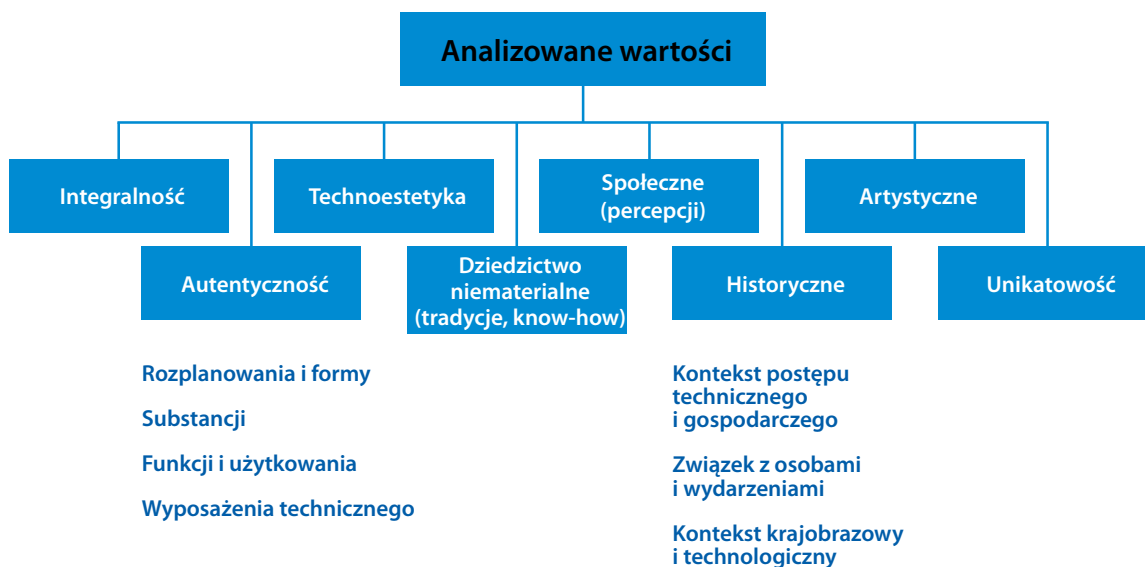 Analizowane wartości
Integralność
Technoestetyka
Społeczne
(percepcji)
Artystyczne
Autentyczność
Dziedzictwo
niematerialne
(tradycje, know-how)
Historyczne
Unikatowość
Rozplanowania i formy
Substancji
Funkcji i użytkowania
Wyposażenia technicznego
Kontekst postępu
technicznego
i gospodarczego
Związek z osobami
i wydarzeniami
Kontekst krajobrazowy
i technologiczny